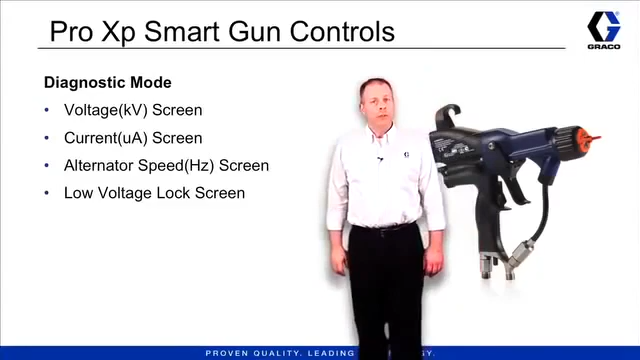 Pro Xp Smart Gun Controls
GRACO
Diagnostic Mode
• Voltage(kV) Screen
• Current(uA) Screen
• Alternator Speed(Hz) Screen
• Low Voltage Lock Screen
PROVEN QUALITY. LEADING